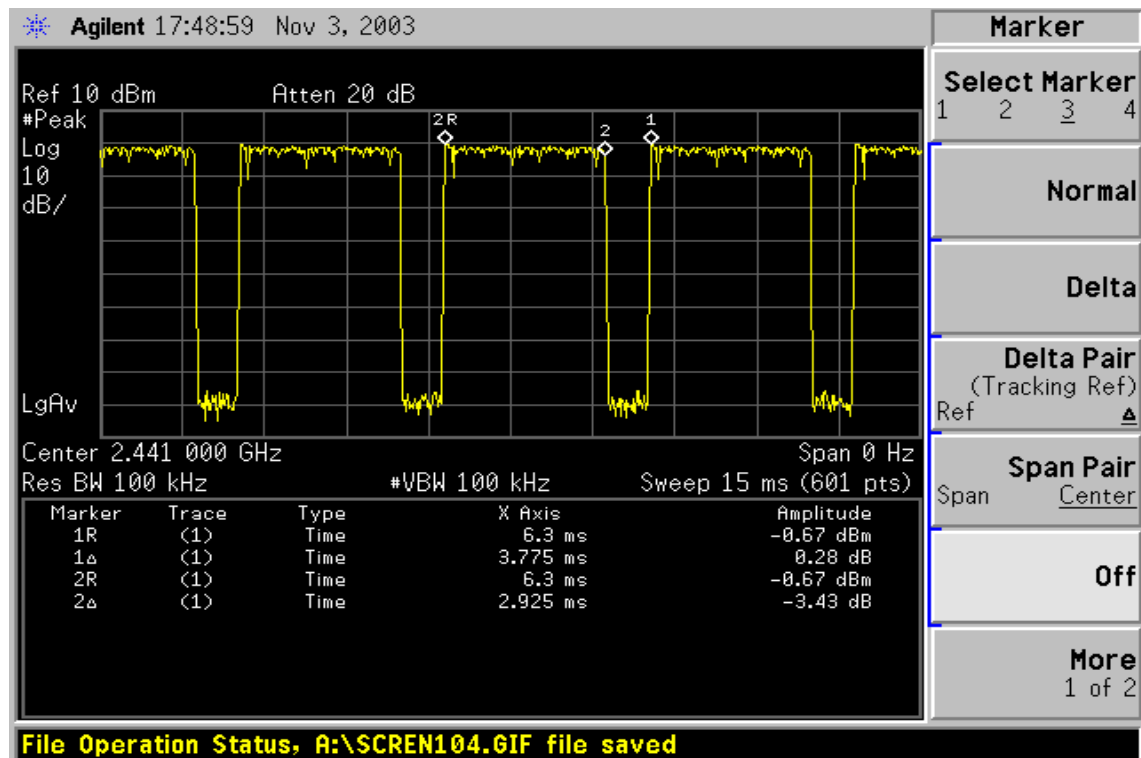 Agilent 17:48:59 Nov 3, 2003
Ref 10 dBm Atten 20 dB
#Peak
Log
10
dB/
2R
2
1
LgAv
Center 2.441 000 GHz Span 0 Hz
Res BW 100 kHz #VBW 100 kHz Sweep 15 ms (601 pts)
Marker Trace Type X Axis Amplitude
1R (1) Time 6.3 ms -0.67 dBm
1Δ (1) Time 3.775 ms 0.28 dB
2R (1) Time 6.3 ms -0.67 dBm
2Δ (1) Time 2.925 ms -3.43 dB
Marker
Select Marker
1 2 3 4
Normal
Delta
Delta Pair
(Tracking Ref)
Ref Δ
Span Pair
Span Center
Off
More
1 of 2
File Operation Status, A:\SCREN104.GIF file saved